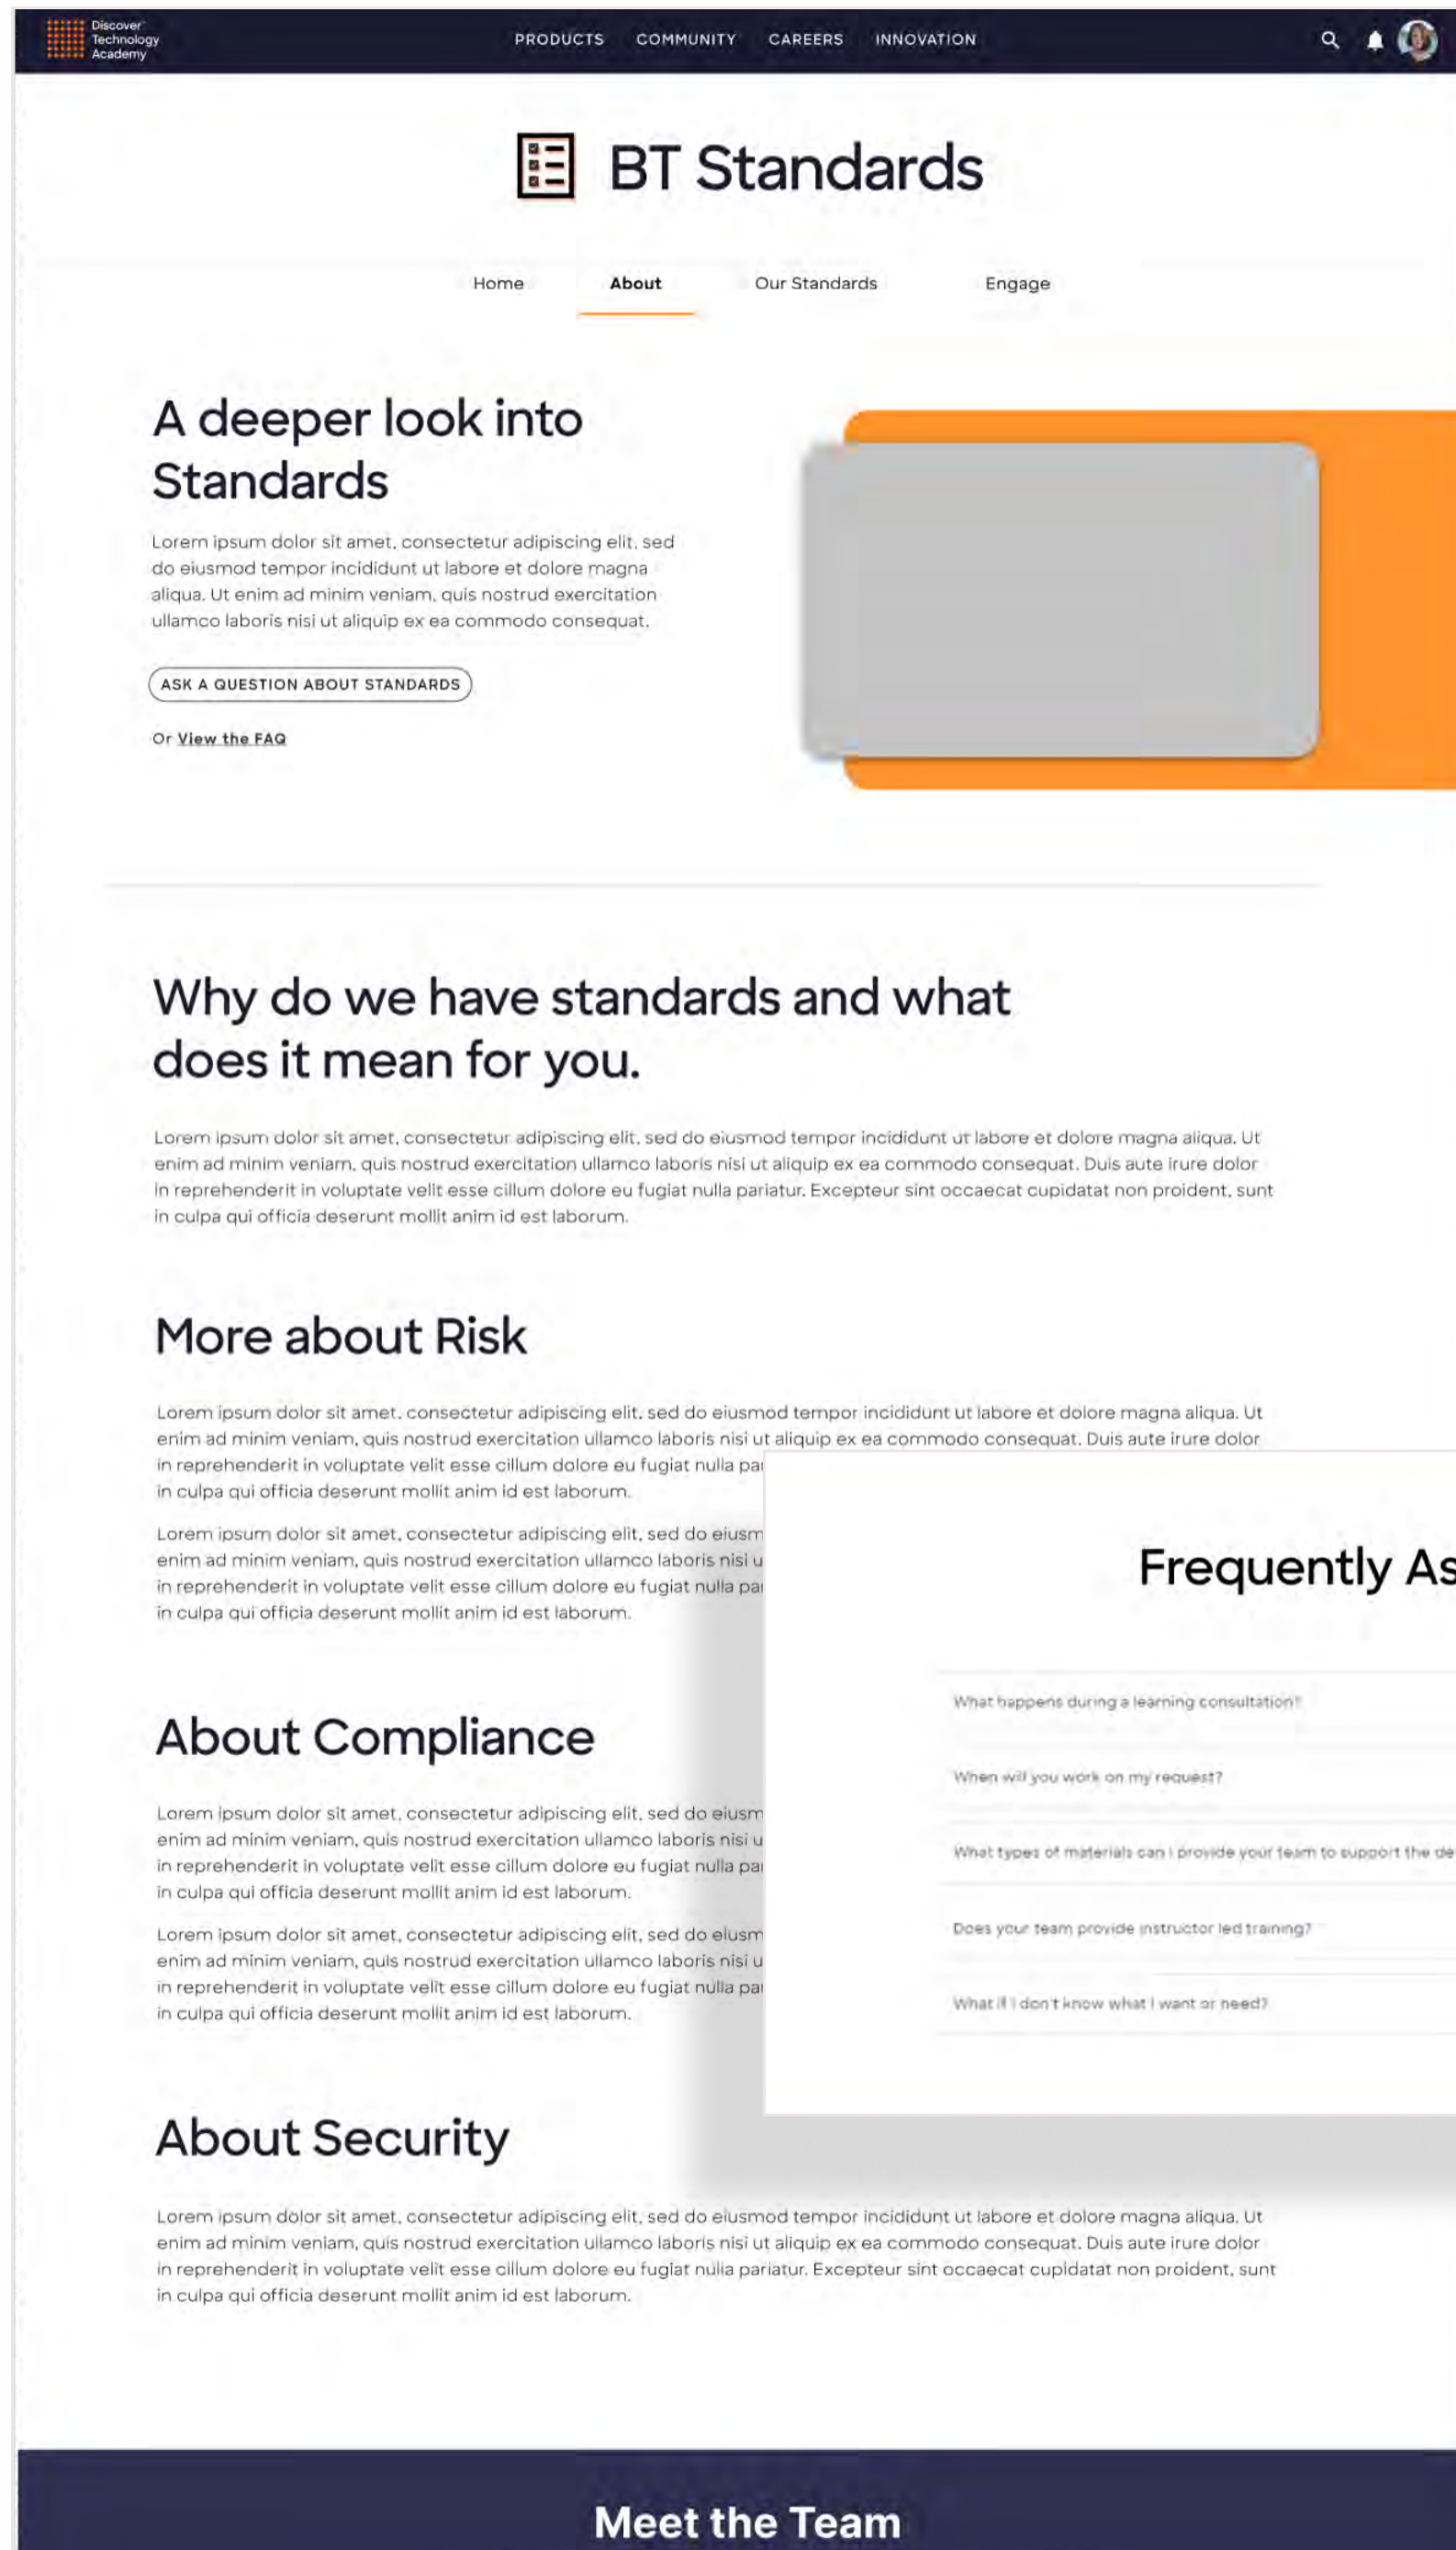 Discover™
Technology
Academy
PRODUCTS COMMUNITY CAREERS INNOVATION
BT Standards
Home About Our Standards Engage
A deeper look into
Standards
Lorem ipsum dolor sit amet, consectetur adipiscing elit, sed
do eiusmod tempor incididunt ut labore et dolore magna
aliqua. Ut enim ad minim veniam, quis nostrud exercitation
ullamco laboris nisi ut aliquip ex ea commodo consequat.
ASK A QUESTION ABOUT STANDARDS
Or View the FAQ
Why do we have standards and what
does it mean for you.
Lorem ipsum dolor sit amet, consectetur adipiscing elit, sed do eiusmod tempor incididunt ut labore et dolore magna aliqua. Ut
enim ad minim veniam, quis nostrud exercitation ullamco laboris nisi ut aliquip ex ea commodo consequat. Duis aute irure dolor
in reprehenderit in voluptate velit esse cillum dolore eu fugiat nulla pariatur. Excepteur sint occaecat cupidatat non proident, sunt
in culpa qui officia deserunt mollit anim id est laborum.
More about Risk
Lorem ipsum dolor sit amet, consectetur adipiscing elit, sed do eiusmod tempor incididunt ut labore et dolore magna aliqua. Ut
enim ad minim veniam, quis nostrud exercitation ullamco laboris nisi ut aliquip ex ea commodo consequat. Duis aute irure dolor
in reprehenderit in voluptate velit esse cillum dolore eu fugiat nulla par
in culpa qui officia deserunt mollit anim id est laborum.
Lorem ipsum dolor sit amet, consectetur adipiscing elit, sed do eiusm
enim ad minim veniam, quis nostrud exercitation ullamco laboris nisi u
in reprehenderit in voluptate velit esse cillum dolore eu fugiat nulla par
in culpa qui officia deserunt mollit anim id est laborum.
About Compliance
Lorem ipsum dolor sit amet, consectetur adipiscing elit, sed do eiusm
enim ad minim veniam, quis nostrud exercitation ullamco laboris nisi u
in reprehenderit in voluptate velit esse cillum dolore eu fugiat nulla par
in culpa qui officia deserunt mollit anim id est laborum.
Lorem ipsum dolor sit amet, consectetur adipiscing elit, sed do eiusm
enim ad minim veniam, quis nostrud exercitation ullamco laboris nisi u
in reprehenderit in voluptate velit esse cillum dolore eu fugiat nulla par
in culpa qui officia deserunt mollit anim id est laborum.
Frequently As
What happens during a learning consultation?
When will you work on my request?
What types of materials can I provide your team to support the de
Does your team provide instructor led training?
What if I don't know what I want or need?
About Security
Lorem ipsum dolor sit amet, consectetur adipiscing elit, sed do eiusmod tempor incididunt ut labore et dolore magna aliqua. Ut
enim ad minim veniam, quis nostrud exercitation ullamco laboris nisi ut aliquip ex ea commodo consequat. Duis aute irure dolor
in reprehenderit in voluptate velit esse cillum dolore eu fugiat nulla pariatur. Excepteur sint occaecat cupidatat non proident, sunt
in culpa qui officia deserunt mollit anim id est laborum.
Meet the Team